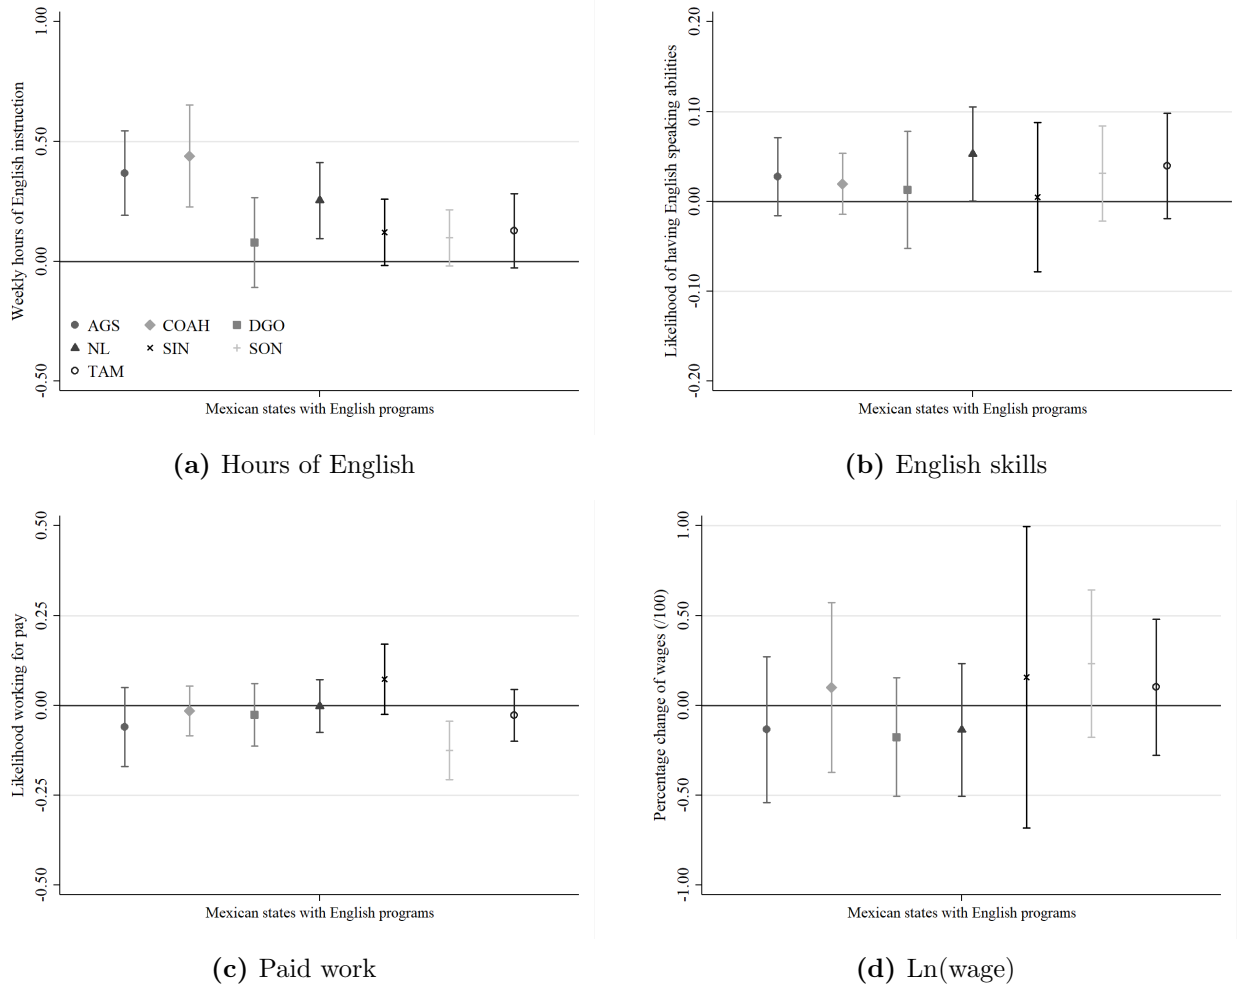 1.00
0.50
0.00
-0.50
Weekly hours of English instruction
AGS COAH DGO
NL SIN SON
TAM
Mexican states with English programs
(a) Hours of English
0.20
0.10
0.00
-0.10
-0.20
Likelihood of having English speaking abilities
Mexican states with English programs
(b) English skills
0.50
0.25
0.00
-0.25
-0.50
Likelihood working for pay
Mexican states with English programs
(c) Paid work
1.00
0.50
0.00
-0.50
-1.00
Percentage change of wages (/100)
Mexican states with English programs
(d) Ln(wage)